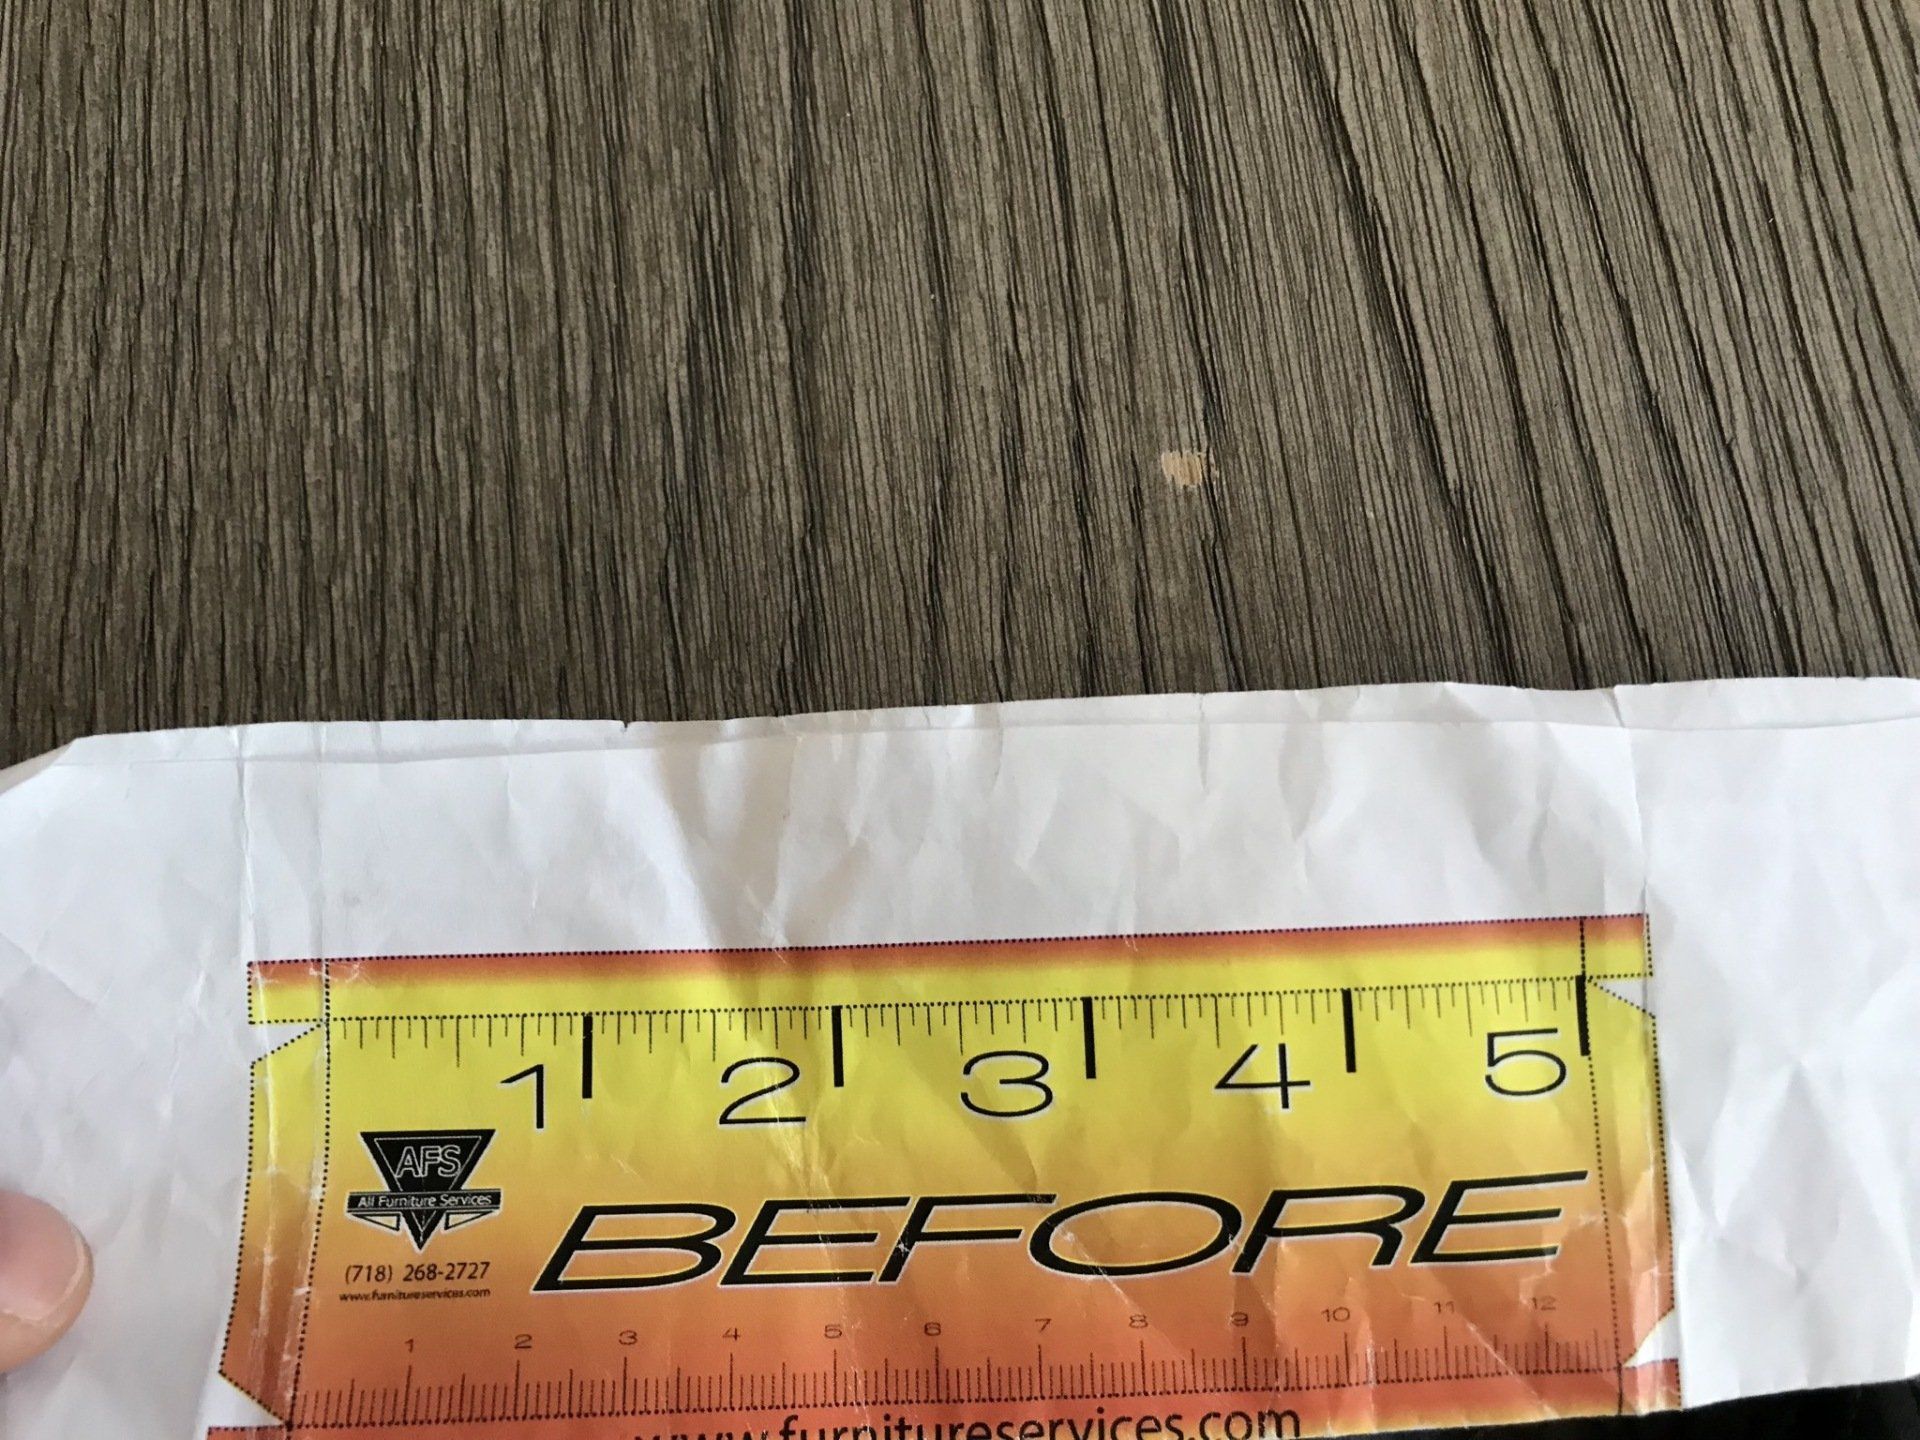 1 2 3 4 5
AFS
All Furniture Services
BEFORE
(718) 268-2727
www.furnitureservices.com
1 2 3 4 5 6 7 8 9 10 11 12
www.furnitureservices.com